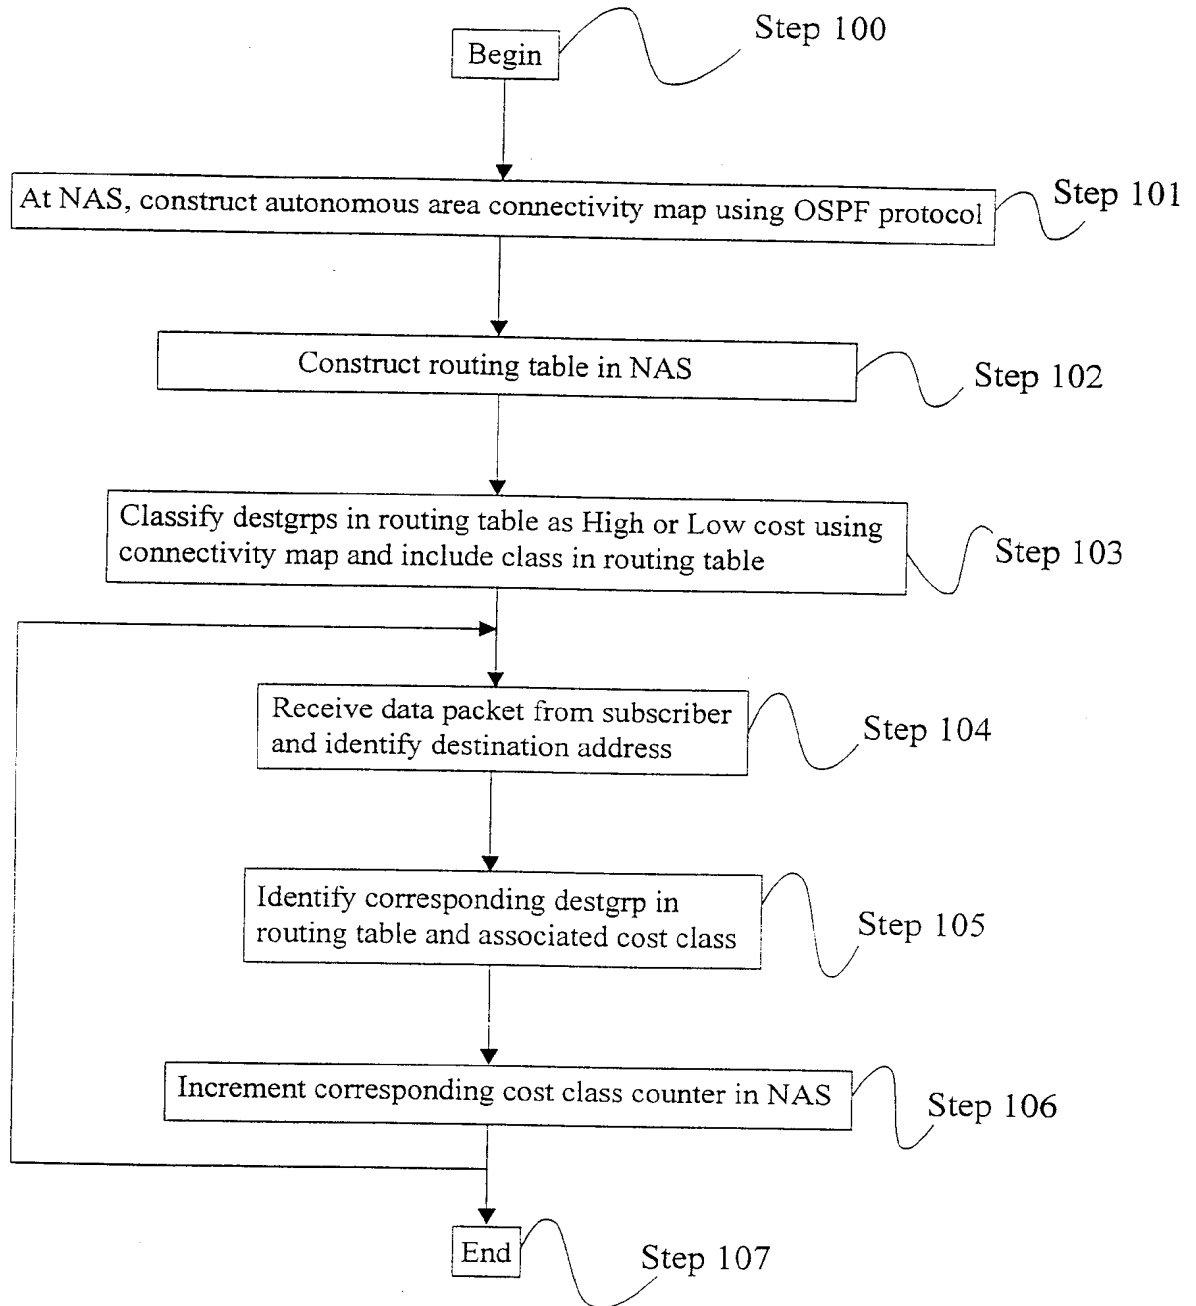 Begin
Step 100
At NAS, construct autonomous area connectivity map using OSPF protocol
Step 101
Construct routing table in NAS
Step 102
Classify destgrps in routing table as High or Low cost using
connectivity map and include class in routing table
Step 103
Receive data packet from subscriber
and identify destination address
Step 104
Identify corresponding destgrp in
routing table and associated cost class
Step 105
Increment corresponding cost class counter in NAS
Step 106
End
Step 107